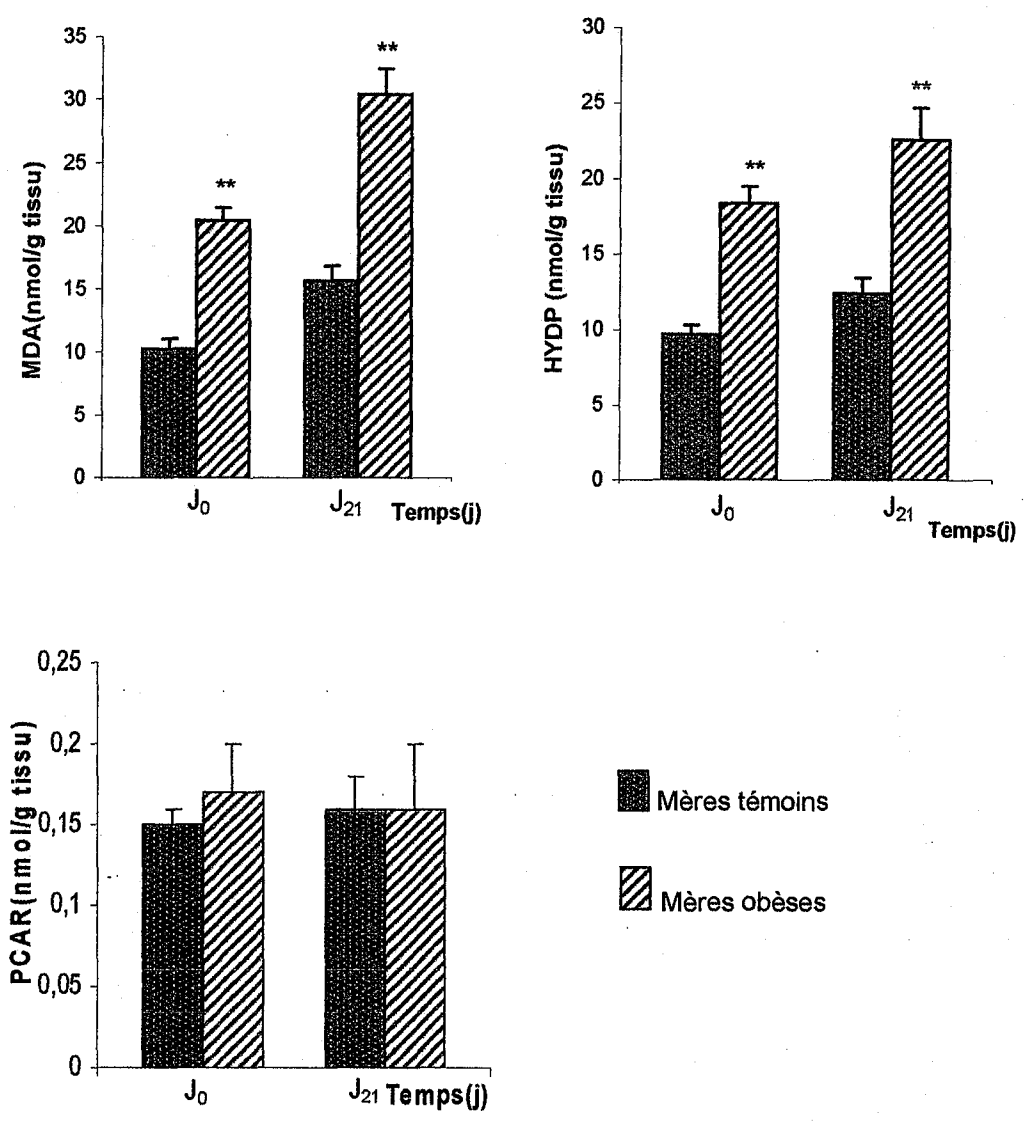 35
30
25
20
15
10
5
0
MDA(nmol/g tissu)
**
**
J0
J21
Temps(j)
30
25
20
15
10
5
0
HYDP (nmol/g tissu)
**
**
J0
J21
Temps(j)
0,25
0,2
0,15
0,1
0,05
0
PCAR(nmol/g tissu)
J0
J21
Temps(j)
Mères témoins
Mères obèses